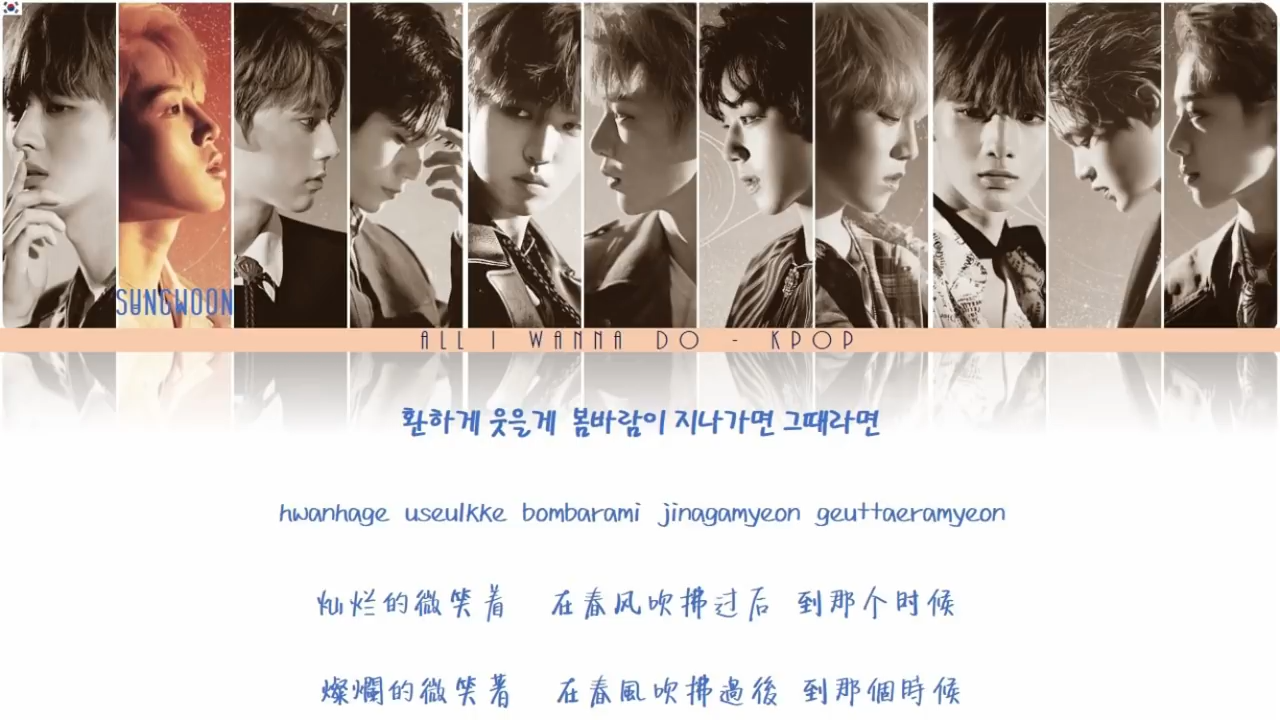 SUNGWOON
ALL I WANNA DO - KPOP
환하게 웃을게 봄바람이 지나가면 그때라면
hwanhage useulkke bombarami jinagamyeon geuttaeramyeon
灿烂的微笑着 在春风吹拂过后 到那个时候
燦爛的微笑著 在春風吹拂過後 到那個時候